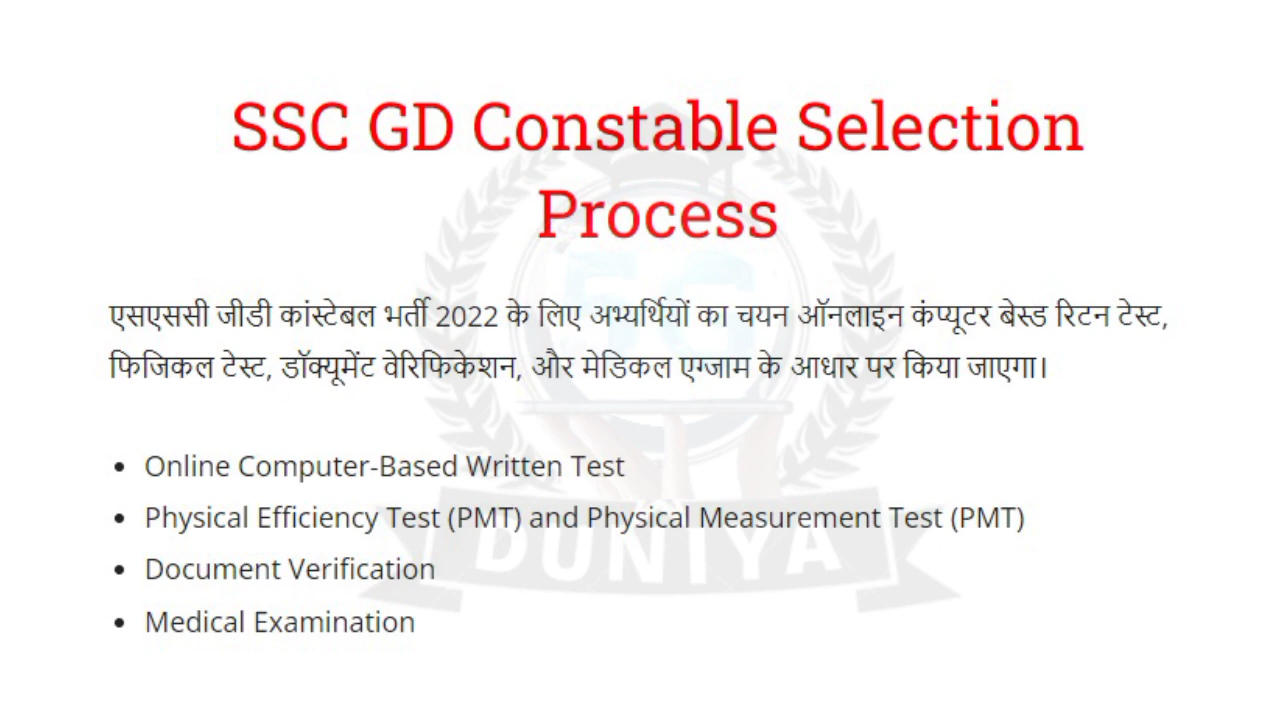 SSC GD Constable Selection
Process
एसएससी जीडी कांस्टेबल भर्ती 2022 के लिए अभ्यर्थियों का चयन ऑनलाइन कंप्यूटर बेस्ड रिटन टेस्ट,
फिजिकल टेस्ट, डॉक्यूमेंट वेरिफिकेशन, और मेडिकल एग्जाम के आधार पर किया जाएगा।
5G
• Online Computer-Based Written Test
• Physical Efficiency Test (PMT) and Physical Measurement Test (PMT)
DUNIYA
• Document Verification
• Medical Examination